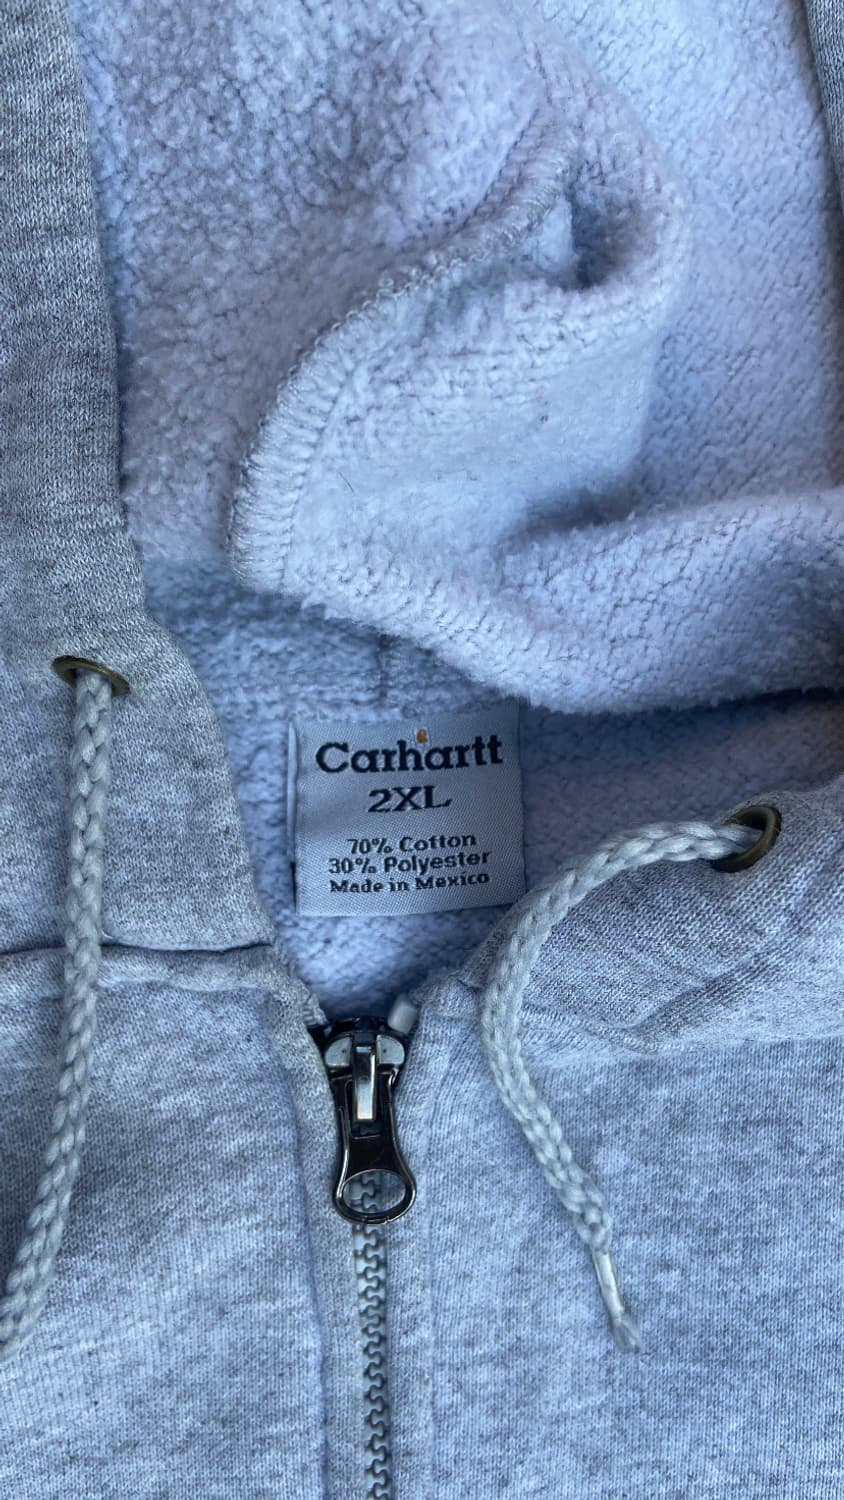 Carhartt
2XL
70% Cotton
30% Polyester
Made in Mexico